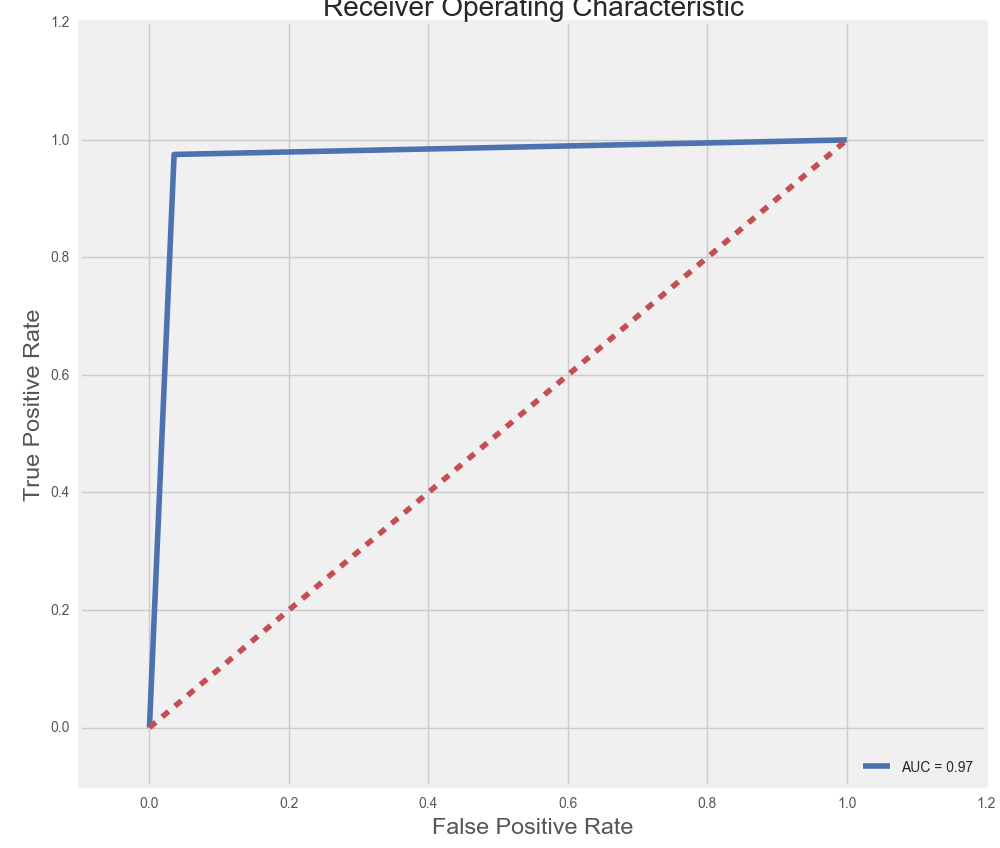 Receiver Operating Characteristic
1.2
1.0
0.8
0.6
0.4
0.2
0.0
True Positive Rate
AUC = 0.97
0.0 0.2 0.4 0.6 0.8 1.0 1.2
False Positive Rate